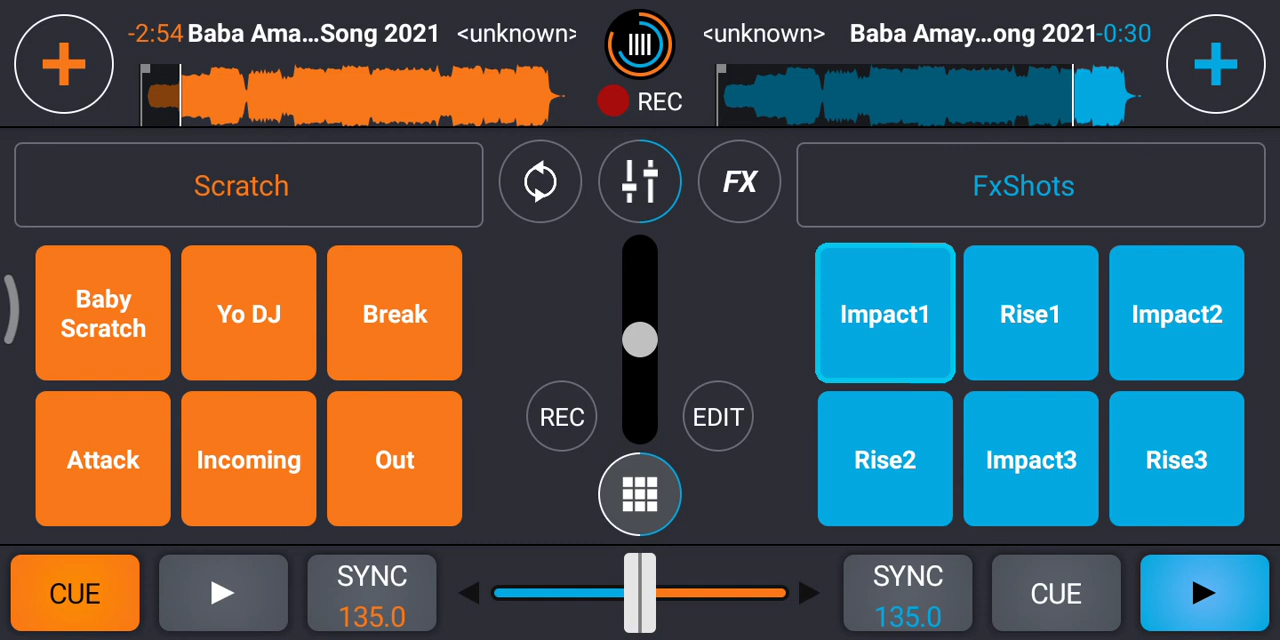 -2:54 Baba Ama...Song 2021 <unknown>
<unknown> Baba Amay...ong 2021 -0:30
REC
Scratch
FX
FxShots
Baby
Scratch
Yo DJ
Break
Impact1
Rise1
Impact2
REC
EDIT
Attack
Incoming
Out
Rise2
Impact3
Rise3
CUE
SYNC
135.0
SYNC
135.0
CUE